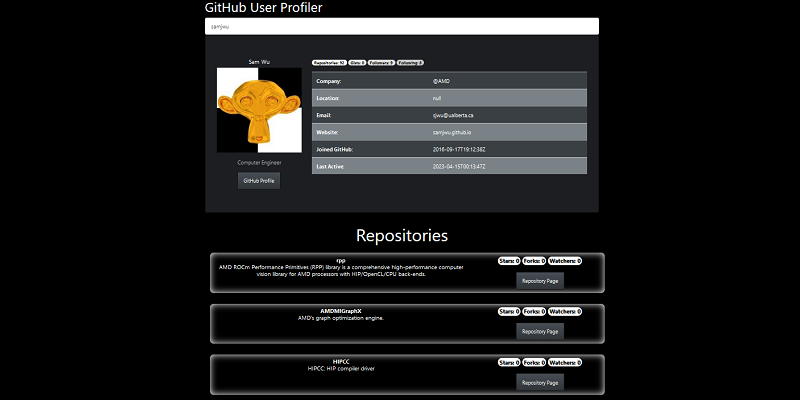 GitHub User Profiler
samjwu
Sam Wu
Repositories: 92 Gists: 0 Followers: 9 Following: 8
Company: @AMD
Location: null
Email: sjwu@ualberta.ca
Website: samjwu.github.io
Joined GitHub: 2016-09-17T19:12:38Z
Last Active: 2023-04-15T00:13:47Z
Computer Engineer
GitHub Profile
Repositories
rpp
AMD ROCm Performance Primitives (RPP) library is a comprehensive high-performance computer
vision library for AMD processors with HIP/OpenCL/CPU back-ends.
Stars: 0 Forks: 0 Watchers: 0
Repository Page
AMDMIGraphX
AMD's graph optimization engine.
Stars: 0 Forks: 0 Watchers: 0
Repository Page
HIPCC
HIPCC: HIP compiler driver
Stars: 0 Forks: 0 Watchers: 0
Repository Page